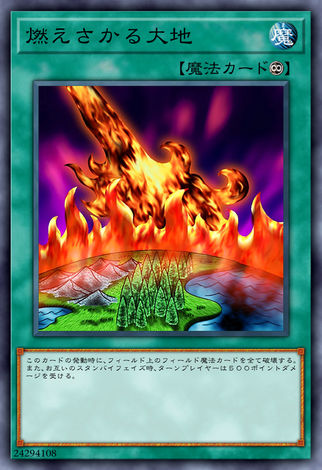 燃えさかる大地
魔
【魔法カード♾】
このカードの発動時に、フィールド上のフィールド魔法カードを全て破壊する。
また、お互いのスタンバイフェイズ時、ターンプレイヤーは５００ポイントダメ
ージを受ける。
24294108